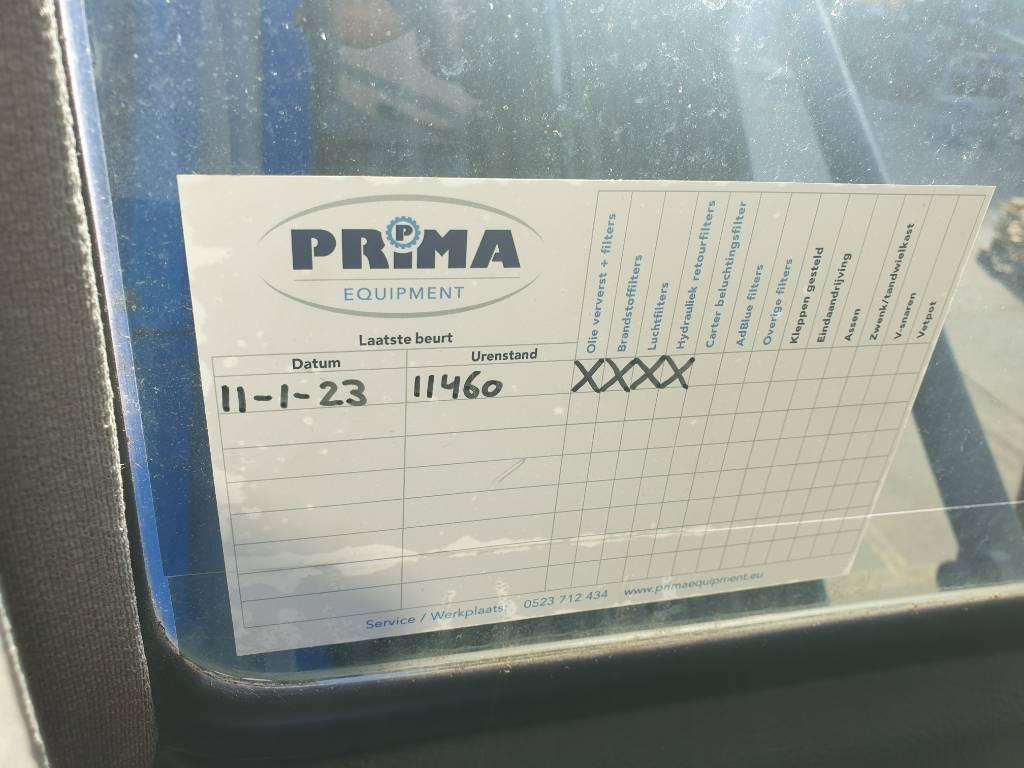 PRIMA
EQUIPMENT
Laatste beurt
Datum
Urenstand
Olie ververst + filters
Brandstoffilters
Luchtfilters
Hydrauliek retourfilters
Carter beluchtingsfilter
AdBlue filters
Overige filters
Kleppen gesteld
Eindaandrijving
Assen
Zwenk/tandwielkast
V-snaren
Vetpot
11-1-23 11460 XXXX
Service / Werkplaats: 0523 712 434 www.primaequipment.eu